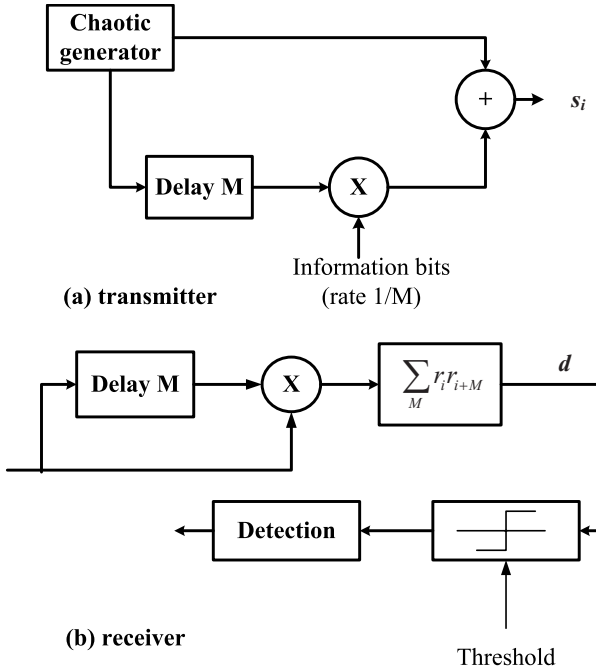 Chaotic
generator
+
s_i
Delay M
X
Information bits
(rate 1/M)
(a) transmitter
Delay M
X
∑_M r_i r_{i+M}
d
Detection
(b) receiver
Threshold